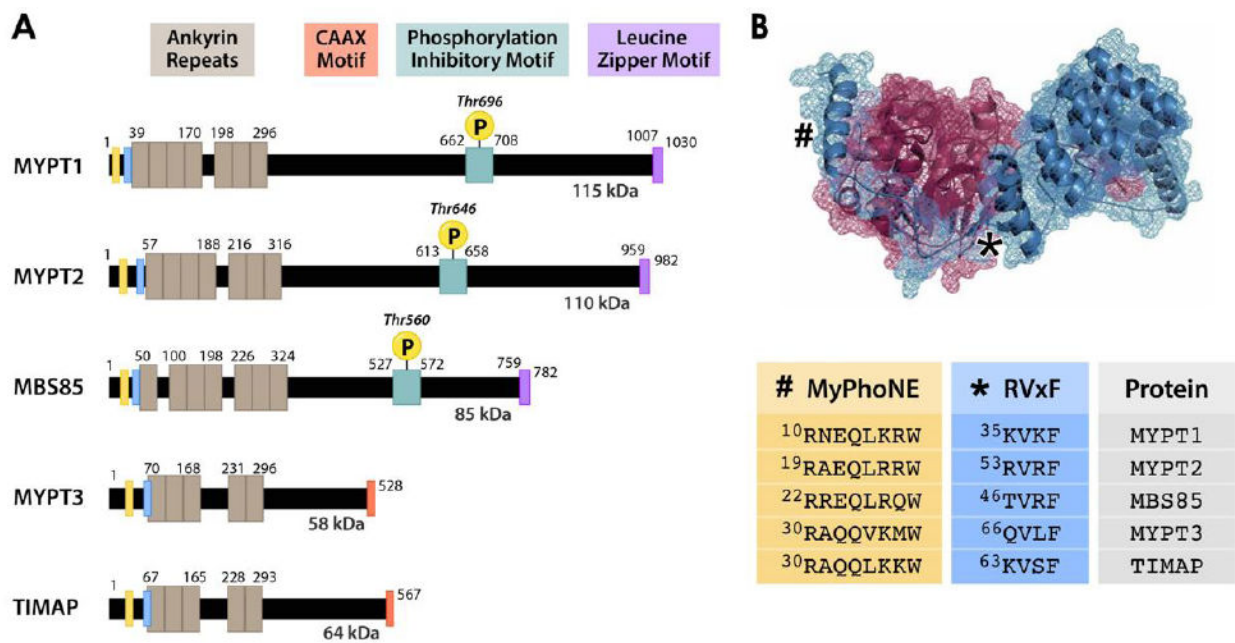 A
Ankyrin
Repeats
CAAX
Motif
Phosphorylation
Inhibitory Motif
Leucine
Zipper Motif
MYPT1
1
39
170
198
296
662
Thr696
P
708
1007
1030
115 kDa
MYPT2
1
57
188
216
316
613
Thr646
P
658
959
982
110 kDa
MBS85
1
50
100
198
226
324
527
Thr560
P
572
759
782
85 kDa
MYPT3
1
70
168
231
296
528
58 kDa
TIMAP
1
67
165
228
293
567
64 kDa
B
#
*
# MyPhoNE * RVxF Protein
10RNEQLKRW 35KVKF MYPT1
19RAEQLRRW 53RVRF MYPT2
22RREQLRQW 46TVRF MBS85
30RAQQVKMW 66QVLF MYPT3
30RAQQLKKW 63KVSF TIMAP